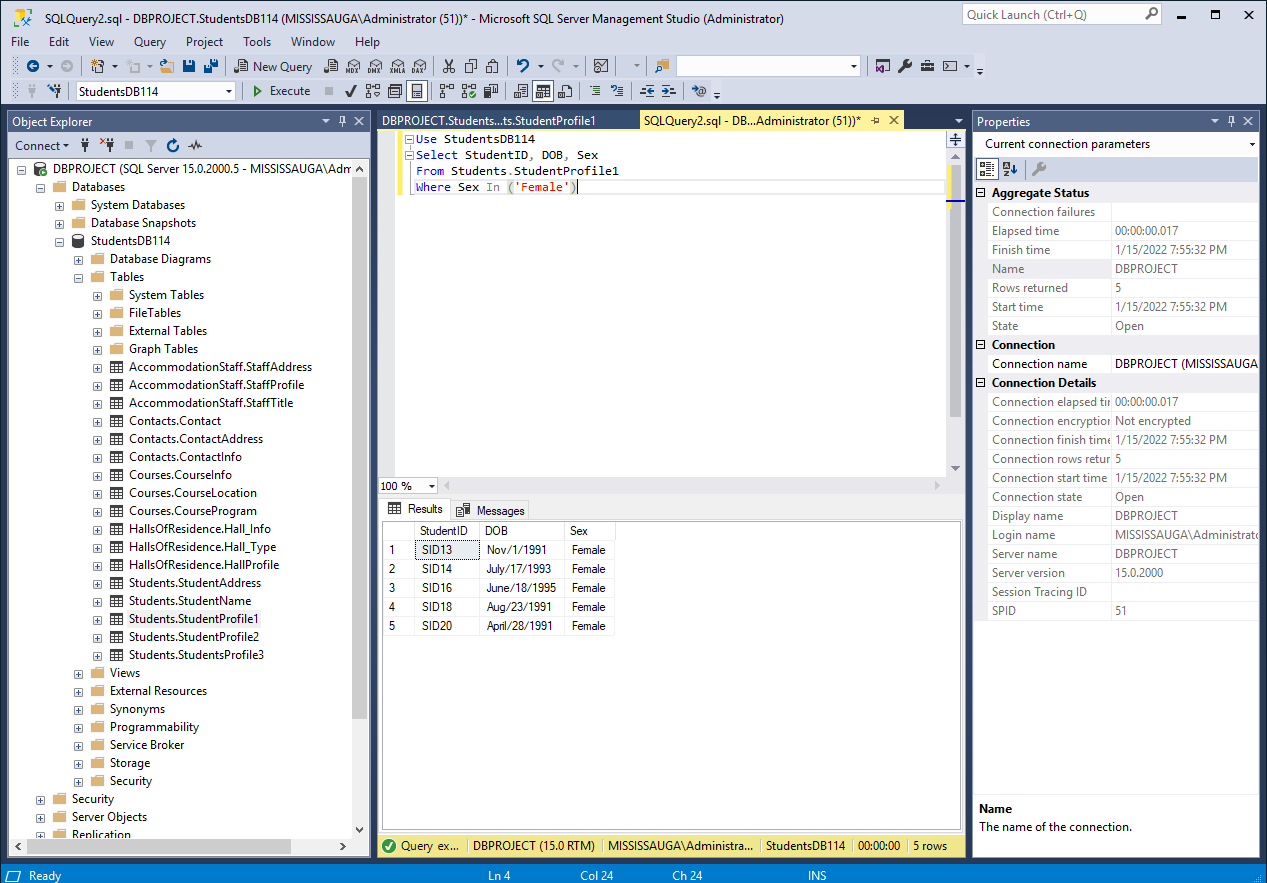 SQLQuery2.sql - DBPROJECT.StudentsDB114 (MISSISSAUGA\Administrator (51))* - Microsoft SQL Server Management Studio (Administrator)
Quick Launch (Ctrl+Q)
File Edit View Query Project Tools Window Help
New Query
MDX DMX XMLA DAX
StudentsDB114
Execute
Object Explorer
Connect
DBPROJECT (SQL Server 15.0.2000.5 - MISSISSAUGA\Adm
Databases
System Databases
Database Snapshots
StudentsDB114
Database Diagrams
Tables
System Tables
FileTables
External Tables
Graph Tables
AccommodationStaff.StaffAddress
AccommodationStaff.StaffProfile
AccommodationStaff.StaffTitle
Contacts.Contact
Contacts.ContactAddress
Contacts.ContactInfo
Courses.CourseInfo
Courses.CourseLocation
Courses.CourseProgram
HallsOfResidence.Hall_Info
HallsOfResidence.Hall_Type
HallsOfResidence.HallProfile
Students.StudentAddress
Students.StudentName
Students.StudentProfile1
Students.StudentProfile2
Students.StudentsProfile3
Views
External Resources
Synonyms
Programmability
Service Broker
Storage
Security
Security
Server Objects
Replication
DBPROJECT.Students...ts.StudentProfile1
SQLQuery2.sql - DB...Administrator (51))*
Use StudentsDB114
Select StudentID, DOB, Sex
From Students.StudentProfile1
Where Sex In ('Female')
100 %
Results
Messages
StudentID DOB Sex
1 SID13 Nov/1/1991 Female
2 SID14 July/17/1993 Female
3 SID16 June/18/1995 Female
4 SID18 Aug/23/1991 Female
5 SID20 April/28/1991 Female
Query ex... DBPROJECT (15.0 RTM) MISSISSAUGA\Administra... StudentsDB114 00:00:00 5 rows
Properties
Current connection parameters
Aggregate Status
Connection failures
Elapsed time 00:00:00.017
Finish time 1/15/2022 7:55:32 PM
Name DBPROJECT
Rows returned 5
Start time 1/15/2022 7:55:32 PM
State Open
Connection
Connection name DBPROJECT (MISSISSAUGA
Connection Details
Connection elapsed tir 00:00:00.017
Connection encryption Not encrypted
Connection finish time 1/15/2022 7:55:32 PM
Connection rows retur 5
Connection start time 1/15/2022 7:55:32 PM
Connection state Open
Display name DBPROJECT
Login name MISSISSAUGA\Administrato
Server name DBPROJECT
Server version 15.0.2000
Session Tracing ID
SPID 51
Name
The name of the connection.
Ready
Ln 4 Col 24 Ch 24 INS